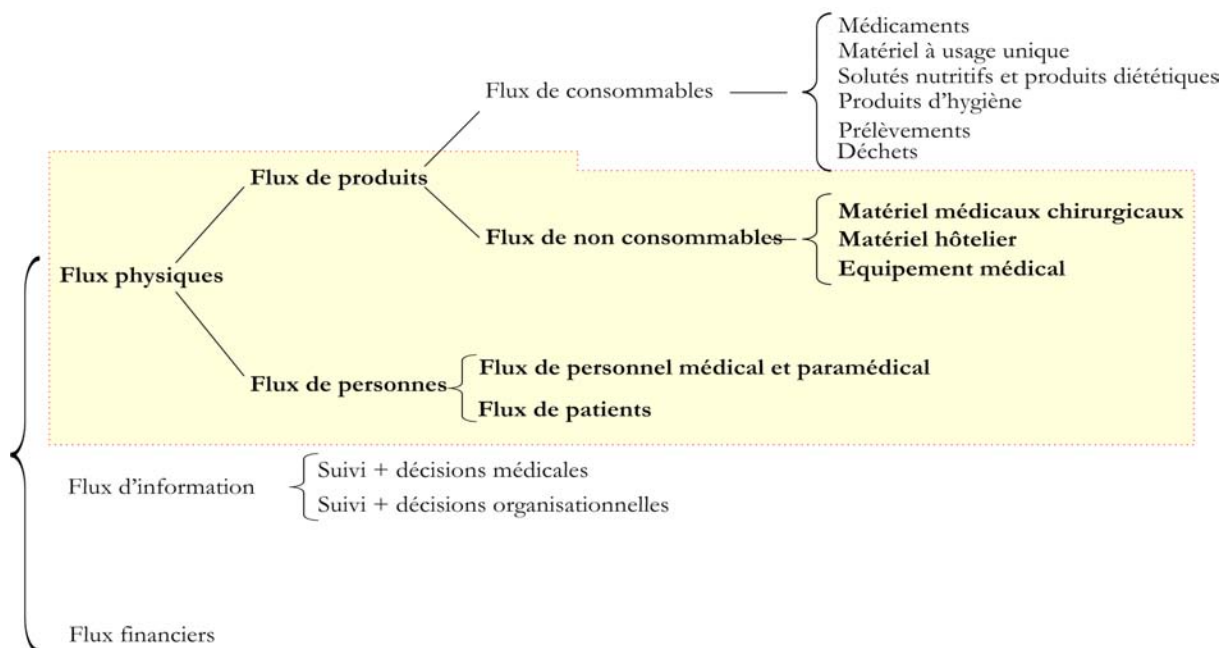 Médicaments
Matériel à usage unique
Solutés nutritifs et produits diététiques
Flux de consommables
Produits d'hygiène
Prélèvements
Déchets
Flux de produits
Matériel médicaux chirurgicaux
Flux de non consommables
Matériel hôtelier
Equipement médical
Flux physiques
Flux de personnel médical et paramédical
Flux de personnes
Flux de patients
Suivi + décisions médicales
Flux d'information
Suivi + décisions organisationnelles
Flux financiers